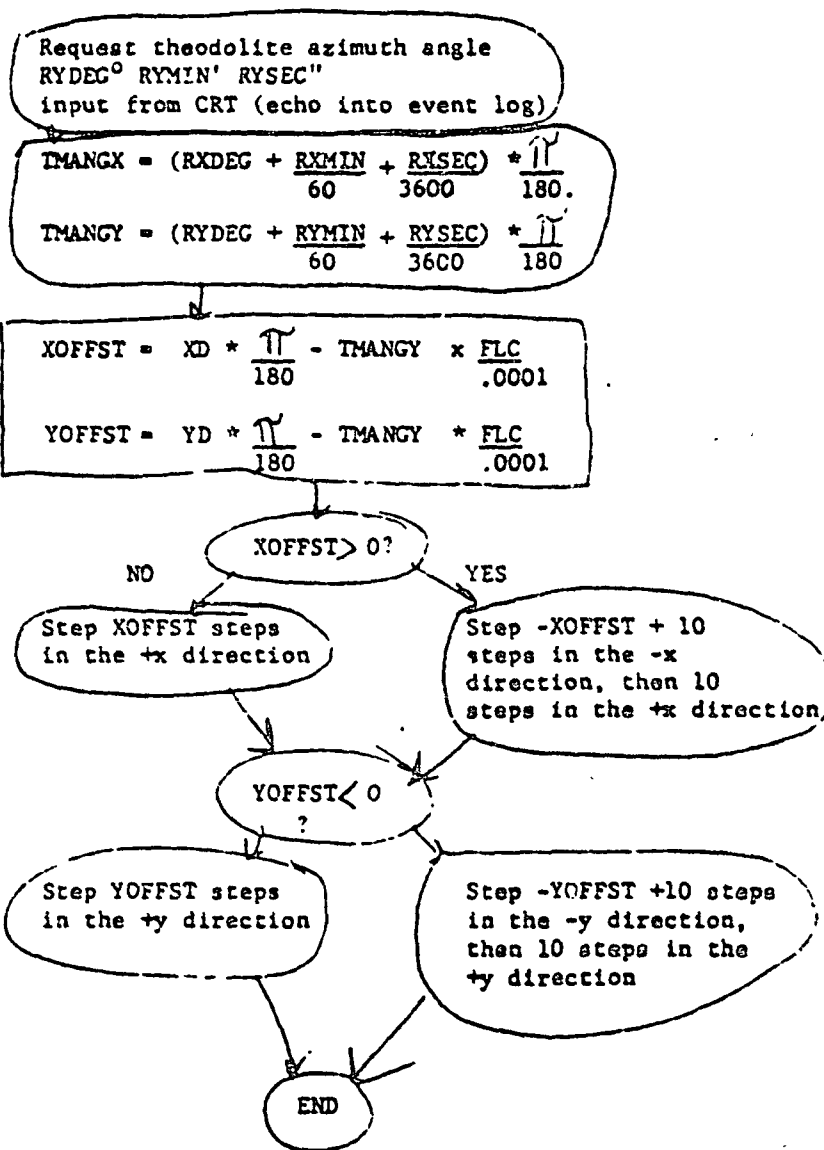 Request theodolite azimuth angle
RYDEG° RYMIN' RYSEC"
input from CRT (echo into event log)
TMANGX = (RXDEG + RXMIN + RXSEC) * π
60 3600 180.
TMANGY = (RYDEG + RYMIN + RYSEC) * π
60 3600 180
XOFFST = XD * π - TMANGY x FLC
180 .0001
YOFFST = YD * π - TMANGY * FLC
180 .0001
XOFFST > 0?
NO YES
Step XOFFST steps
in the +x direction
Step -XOFFST + 10
steps in the -x
direction, then 10
steps in the +x direction,
YOFFST < 0
?
Step YOFFST steps
in the +y direction
Step -YOFFST +10 steps
in the -y direction,
then 10 steps in the
+y direction
END